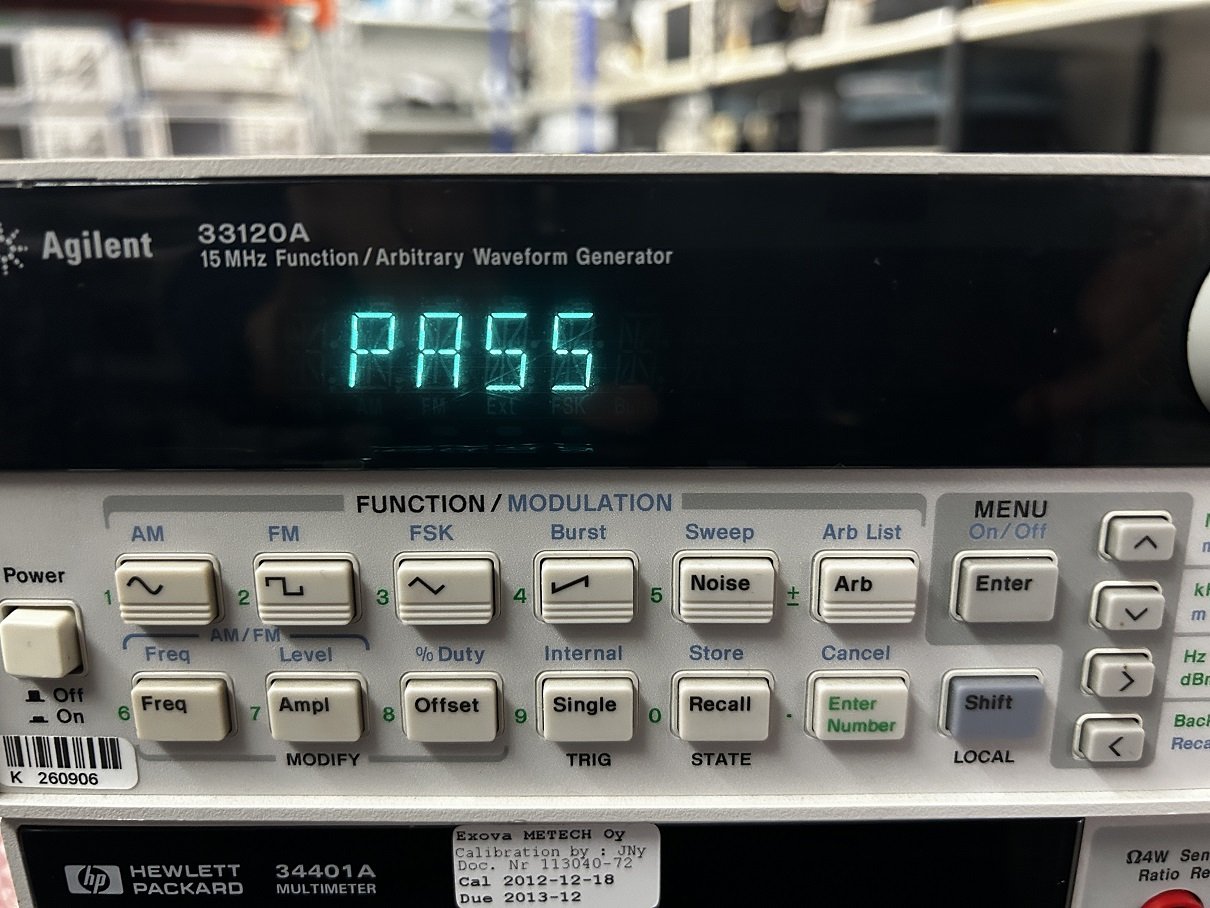 Agilent
33120A
15 MHz Function / Arbitrary Waveform Generator
PASS
AM FM Ext FSK
FUNCTION / MODULATION
MENU
AM FM FSK Burst Sweep Arb List On/Off
Power
1 2 3 4 5 Noise ± Arb Enter
AM/FM
Freq Level % Duty Internal Store Cancel
Hz
Off
On
6 Freq 7 Ampl 8 Offset 9 Single 0 Recall . Enter Number Shift
MODIFY TRIG STATE LOCAL
K 260906
Exova METECH Oy
Calibration by : JNy
Doc. Nr 113040-72
Cal 2012-12-18
Due 2013-12
hp HEWLETT PACKARD
34401A
MULTIMETER
Ω4W
Ratio